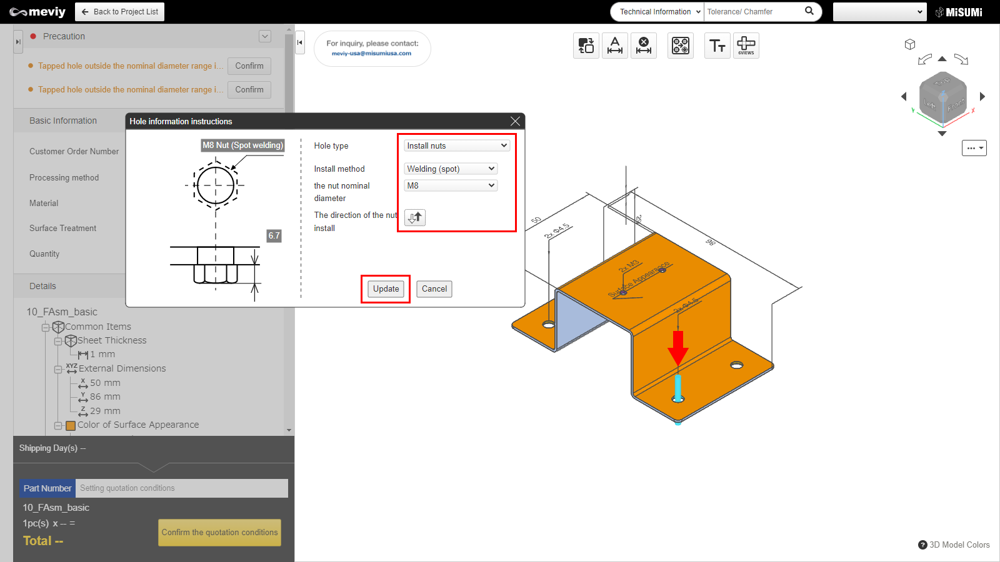 meviy
Back to Project List
Technical Information
Tolerance/ Chamfer
MiSUMi
Precaution
Tapped hole outside the nominal diameter range i...
Confirm
Tapped hole outside the nominal diameter range i...
Confirm
Basic Information
Customer Order Number
Processing method
Material
Surface Treatment
Quantity
Details
10_FAsm_basic
Common Items
Sheet Thickness
1 mm
XYZ
External Dimensions
X
50 mm
Y
86 mm
Z
29 mm
Color of Surface Appearance
Shipping Day(s) --
Part Number
Setting quotation conditions
10_FAsm_basic
1pc(s) x -- =
Total --
Confirm the quotation conditions
For inquiry, please contact:
meviy-usa@misumiusa.com
A
TT
6VIEWS
Top
Left
Front
Y
X
Hole information instructions
M8 Nut (Spot welding)
6.7
Hole type
Install nuts
Install method
Welding (spot)
the nut nominal
diameter
M8
The direction of the nut
install
Update
Cancel
50
2x Φ4.5
29
86
2x M3
Surface Appearance
2x Φ4.5
? 3D Model Colors